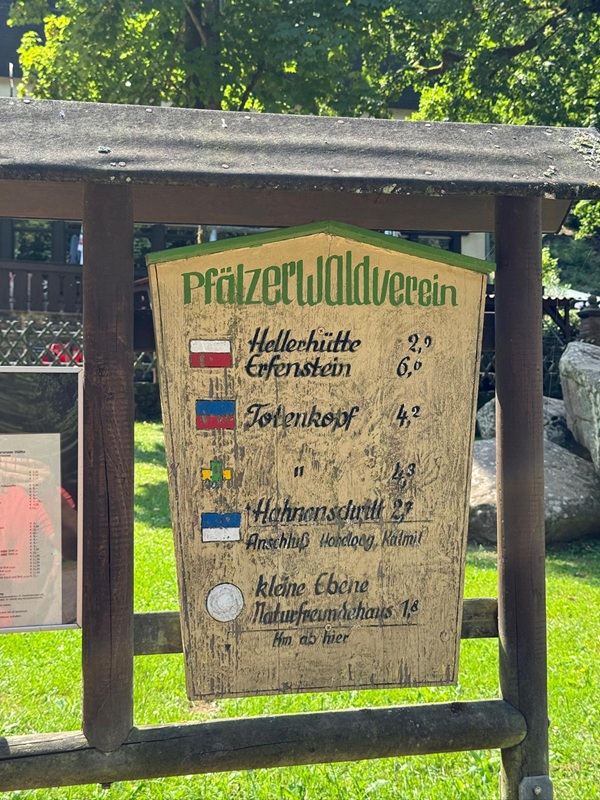 Pfälzerwaldverein
Hellerhütte 2,9
Erfenstein 6,0
Totenkopf 4,2
" 4,3
Hahnenschritt 2,7
Anschluß Kalmit
kleine Ebene
Naturfreundehaus 1,8
Km ab hier